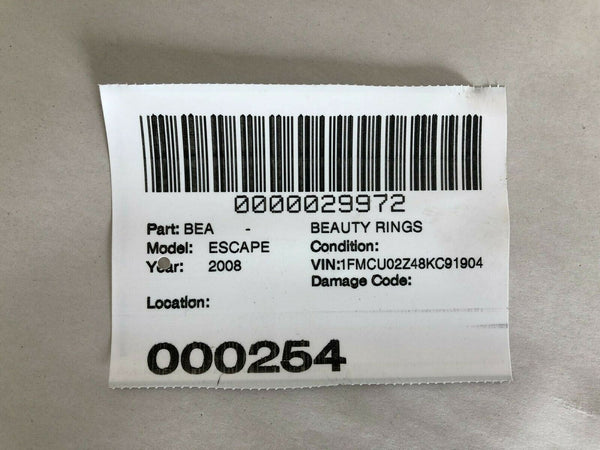 0000029972
Part: BEA - BEAUTY RINGS
Model: ESCAPE Condition:
Year: 2008 VIN:1FMCU02Z48KC91904
Damage Code:
Location:
000254